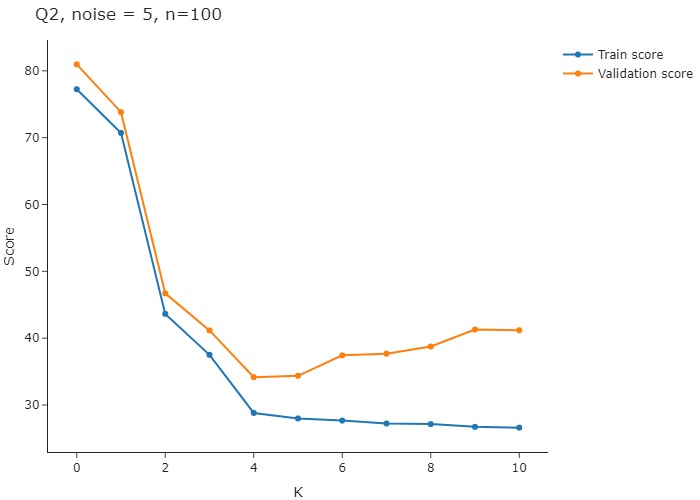 Q2, noise = 5, n=100
Train score
Validation score
80
70
60
50
40
30
Score
0 2 4 6 8 10
K